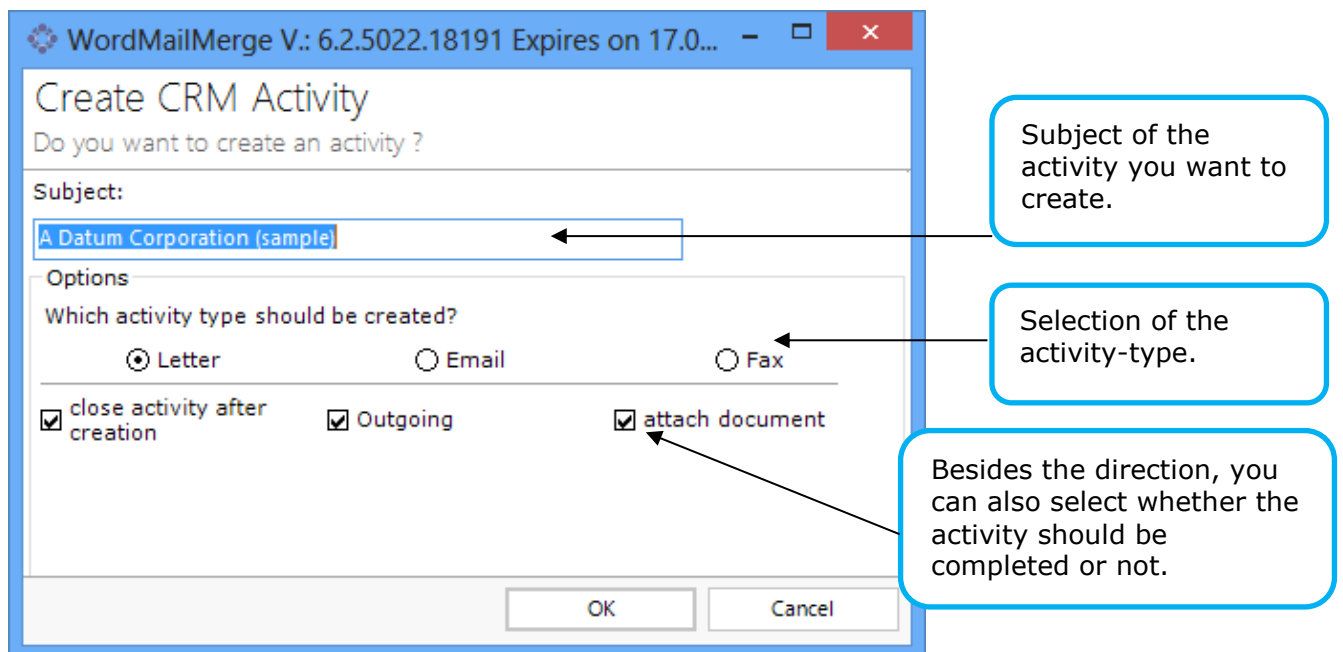 WordMailMerge V.: 6.2.5022.18191 Expires on 17.0...
Create CRM Activity
Do you want to create an activity ?
Subject:
A Datum Corporation (sample)
Options
Which activity type should be created?
Letter
Email
Fax
close activity after
creation
Outgoing
attach document
OK
Cancel
Subject of the
activity you want to
create.
Selection of the
activity-type.
Besides the direction, you
can also select whether the
activity should be
completed or not.